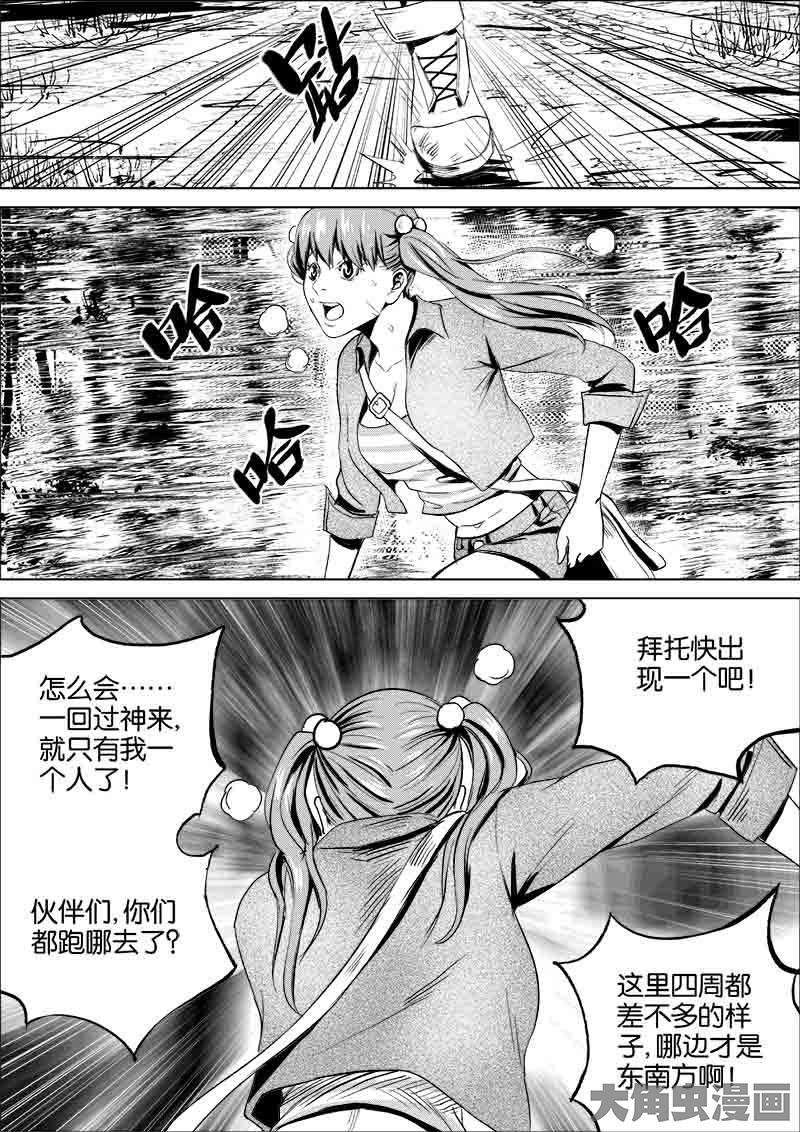 踏
哈
哈
哈
拜托快出
现一个吧！
怎么会……
一回过神来，
就只有我一
个人了！
伙伴们，你们
都跑哪去了？
这里四周都
差不多的样
子，哪边才是
东南方啊！
大角虫漫画